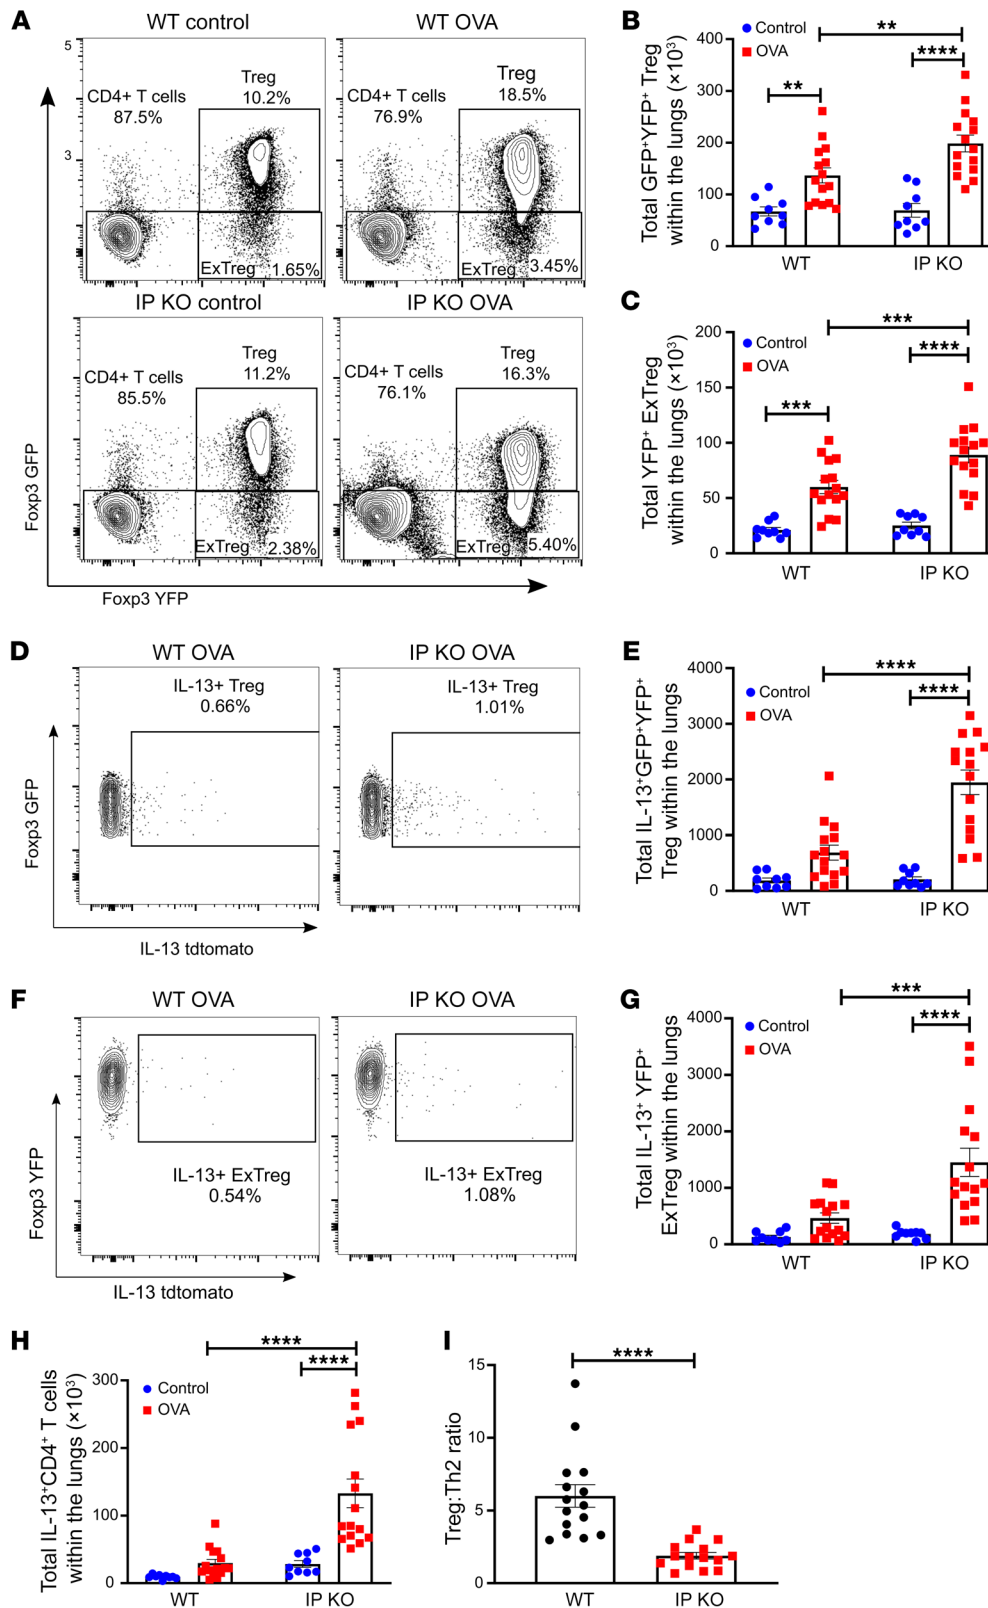 A
WT control
WT OVA
5
3
CD4+ T cells
87.5%
Treg
10.2%
ExTreg
1.65%
CD4+ T cells
76.9%
Treg
18.5%
ExTreg
3.45%
IP KO control
IP KO OVA
CD4+ T cells
85.5%
Treg
11.2%
ExTreg
2.38%
CD4+ T cells
76.1%
Treg
16.3%
ExTreg
5.40%
Foxp3 GFP
Foxp3 YFP
B
Total GFP⁺YFP⁺ Treg
within the lungs (×10³)
400
300
200
100
0
Control
OVA
**
**
****
WT
IP KO
C
Total YFP⁺ ExTreg
within the lungs (×10³)
200
150
100
50
0
Control
OVA
***
***
****
WT
IP KO
D
WT OVA
IP KO OVA
IL-13+ Treg
0.66%
IL-13+ Treg
1.01%
Foxp3 GFP
IL-13 tdtomato
E
Total IL-13⁺GFP⁺YFP⁺
Treg within the lungs
4000
3000
2000
1000
0
Control
OVA
****
****
WT
IP KO
F
WT OVA
IP KO OVA
IL-13+ ExTreg
0.54%
IL-13+ ExTreg
1.08%
Foxp3 YFP
IL-13 tdtomato
G
Total IL-13⁺ YFP⁺
ExTreg within the lungs
4000
3000
2000
1000
0
Control
OVA
***
****
WT
IP KO
H
Total IL-13⁺CD4⁺ T cells
within the lungs (×10³)
300
200
100
0
Control
OVA
****
****
WT
IP KO
I
Treg:Th2 ratio
15
10
5
0
****
WT
IP KO